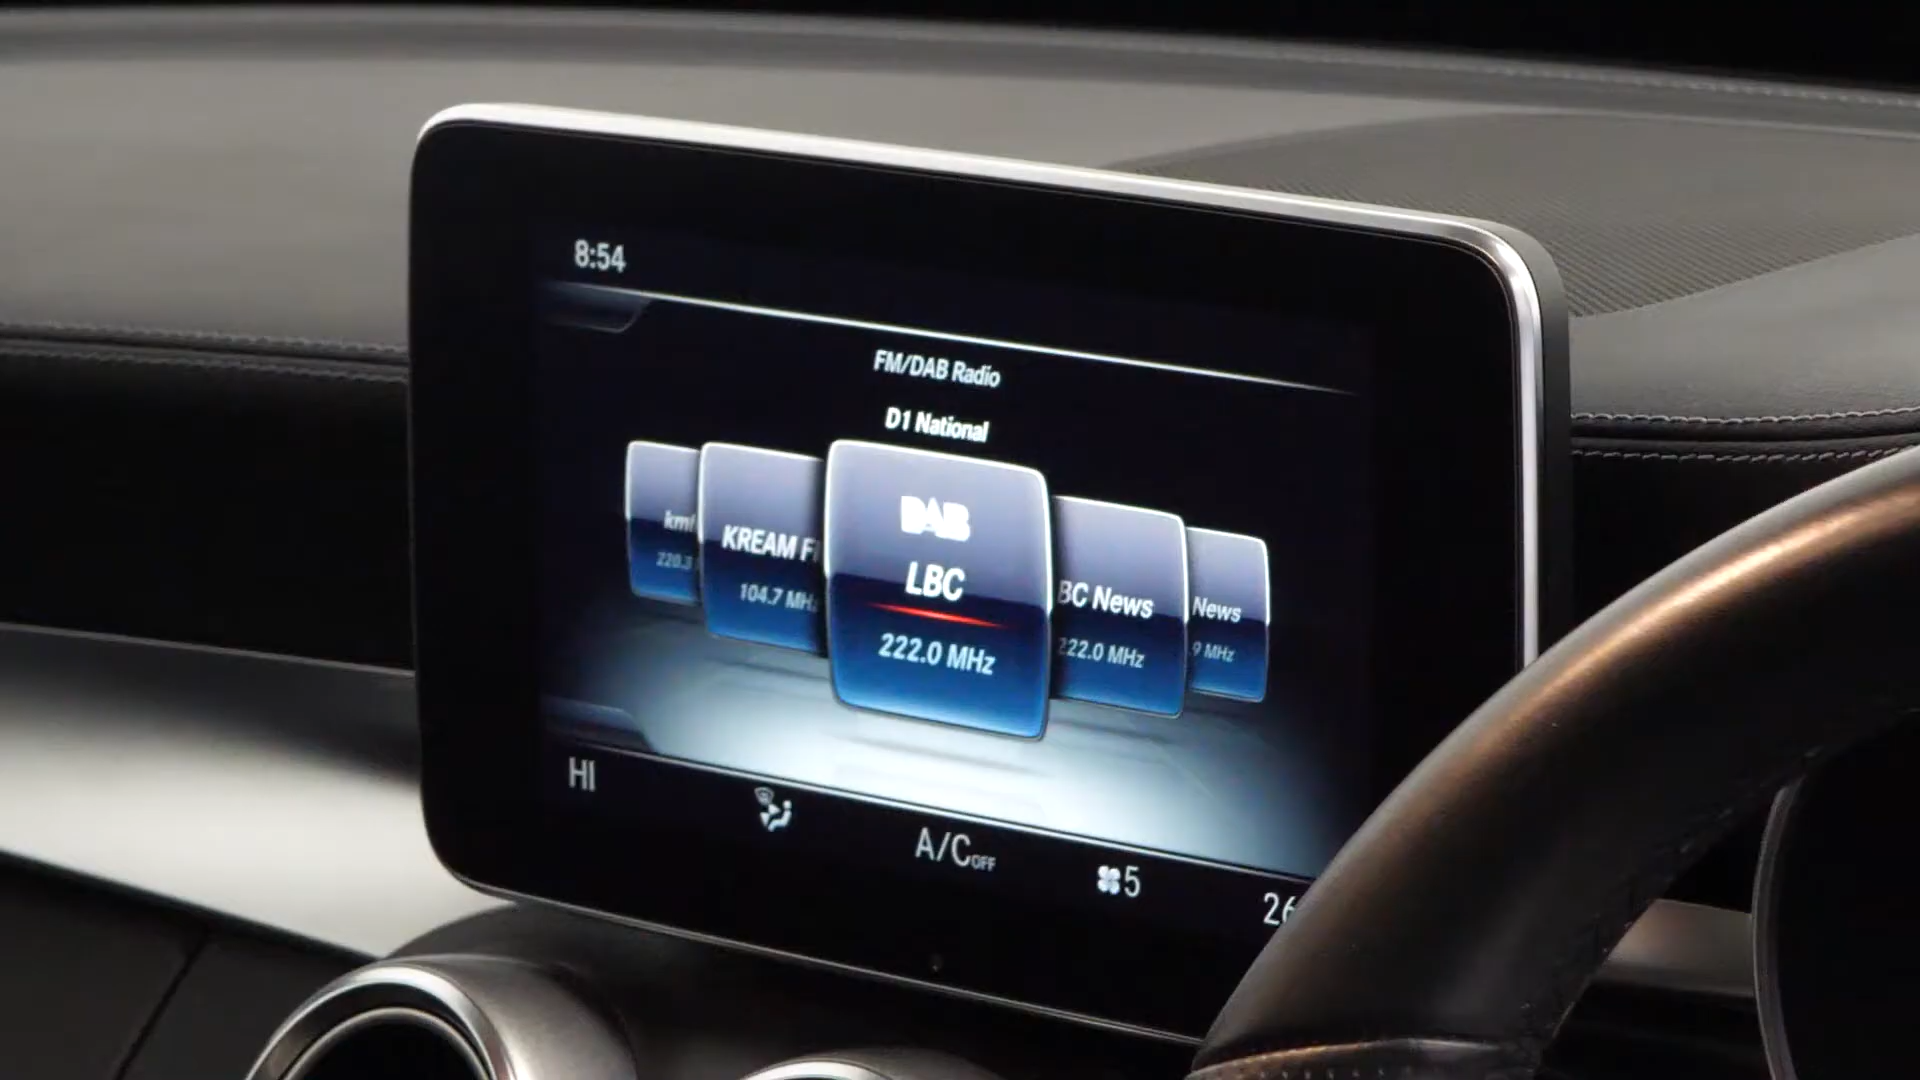 8:54
FM/DAB Radio
D1 National
DAB
LBC
222.0 MHz
KREAM F
104.7 MHz
220.3
BC News
222.0 MHz
News
.9 MHz
HI
A/C OFF
5
26